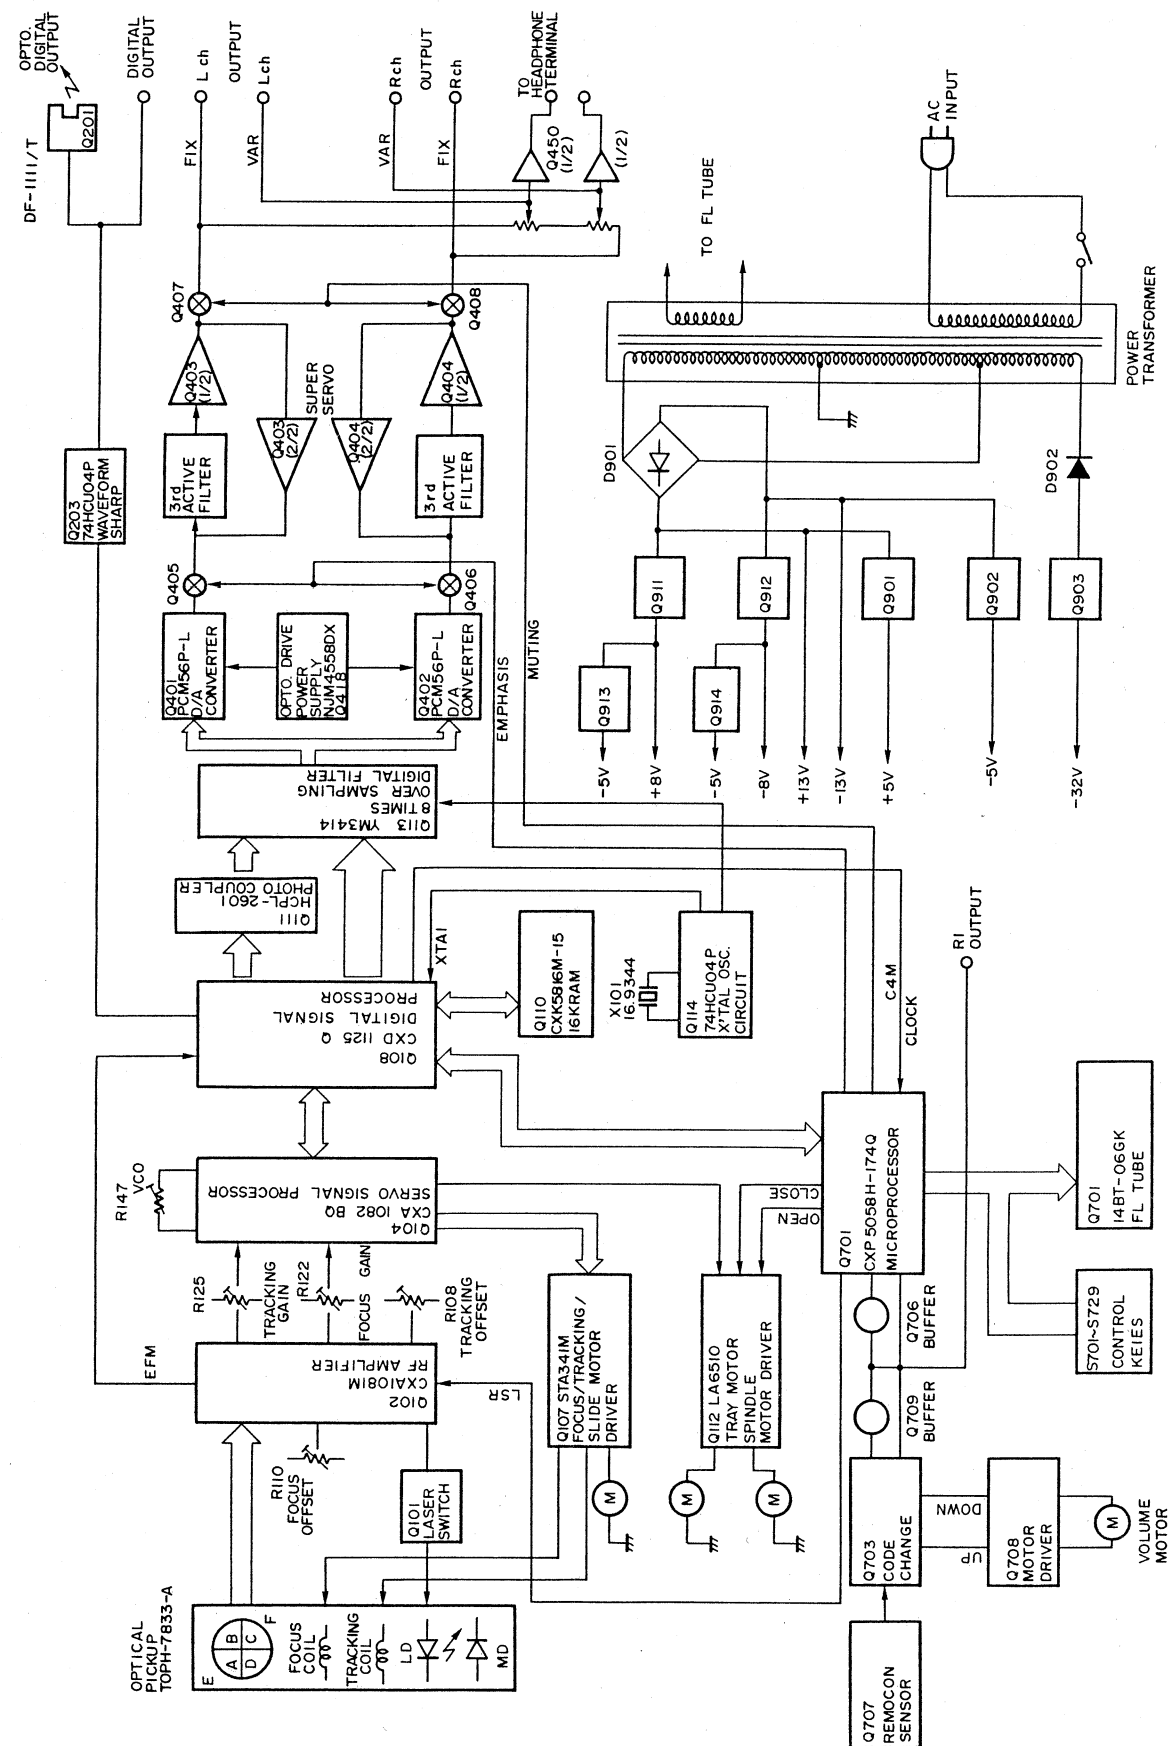 OPTO.
DIGITAL
OUTPUT
DIGITAL
OUTPUT
L ch
OUTPUT
Lch
Rch
OUTPUT
Rch
TO
HEADPHONE
TERMINAL
DF-1111/T
Q201
FIX
VAR
VAR
FIX
Q450
(1/2)
(1/2)
AC
INPUT
TO FL TUBE
Q407
Q408
Q403
(1/2)
Q403
(2/2)
SUPER
SERVO
Q404
(2/2)
Q404
(1/2)
POWER
TRANSFORMER
Q203
74HCU04P
WAVEFORM
SHARP
3rd
ACTIVE
FILTER
3rd
ACTIVE
FILTER
D901
D902
Q405
Q406
Q401
PCM56P-L
D/A
CONVERTER
OPTO. DRIVE
POWER
SUPPLY
NJM4558DX
Q418
Q402
PCM56P-L
D/A
CONVERTER
EMPHASIS
MUTING
Q911
Q912
Q901
Q902
Q903
Q913
Q914
-5V
+8V
-5V
-8V
+13V
-13V
+5V
-5V
-32V
Q113 YM3414
8 TIMES
OVER SAMPLING
DIGITAL FILTER
Q111
HCPL-2601
PHOTO COUPLER
XTAI
Q108
CXD 1125 Q
DIGITAL SIGNAL
PROCESSOR
Q110
CXK5816M-15
16KRAM
X101
16.9344
Q114
74HCU04P
X'TAL OSC.
CIRCUIT
C4M
CLOCK
RI
OUTPUT
R147
VCO
Q104
CXA 1082 BQ
SERVO SIGNAL PROCESSOR
CLOSE
OPEN
Q701
CXP 5058H-174Q
MICROPROCESSOR
Q701
14BT-06GK
FL TUBE
R125
TRACKING
GAIN
R122
FOCUS GAIN
R108
TRACKING
OFFSET
EFM
Q102
CXA1081M
RF AMPLIFIER
LSR
Q107 STA341M
FOCUS/TRACKING/
SLIDE MOTOR
DRIVER
Q112 LA6510
TRAY MOTOR
SPINDLE
MOTOR DRIVER
Q706
BUFFER
Q709
BUFFER
S701~S729
CONTROL
KEIES
R110
FOCUS
OFFSET
Q101
LASER
SWITCH
M
M
M
Q703
CODE
CHANGE
DOWN
UP
Q708
MOTOR
DRIVER
M
VOLUME
MOTOR
OPTICAL
PICKUP
TOPH-7833-A
E
A B
D C
F
FOCUS
COIL
TRACKING
COIL
LD
MD
Q707
REMOCON
SENSOR